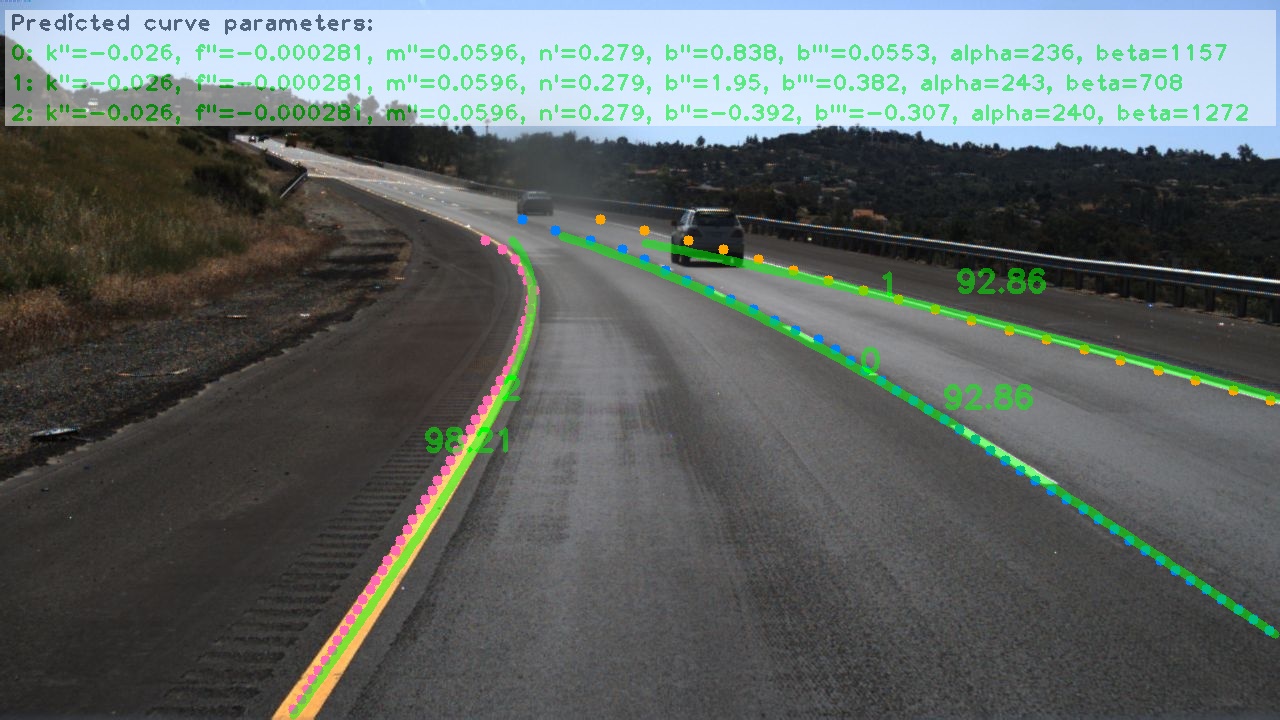 Predicted curve parameters:
0: k''=-0.026, f''=-0.000281, m''=0.0596, n'=0.279, b''=0.838, b'''=0.0553, alpha=236, beta=1157
1: k''=-0.026, f''=-0.000281, m''=0.0596, n'=0.279, b''=1.95, b'''=0.382, alpha=243, beta=708
2: k''=-0.026, f''=-0.000281, m''=0.0596, n'=0.279, b''=-0.392, b'''=-0.307, alpha=240, beta=1272
1 92.86
0
92.86
2
98.21